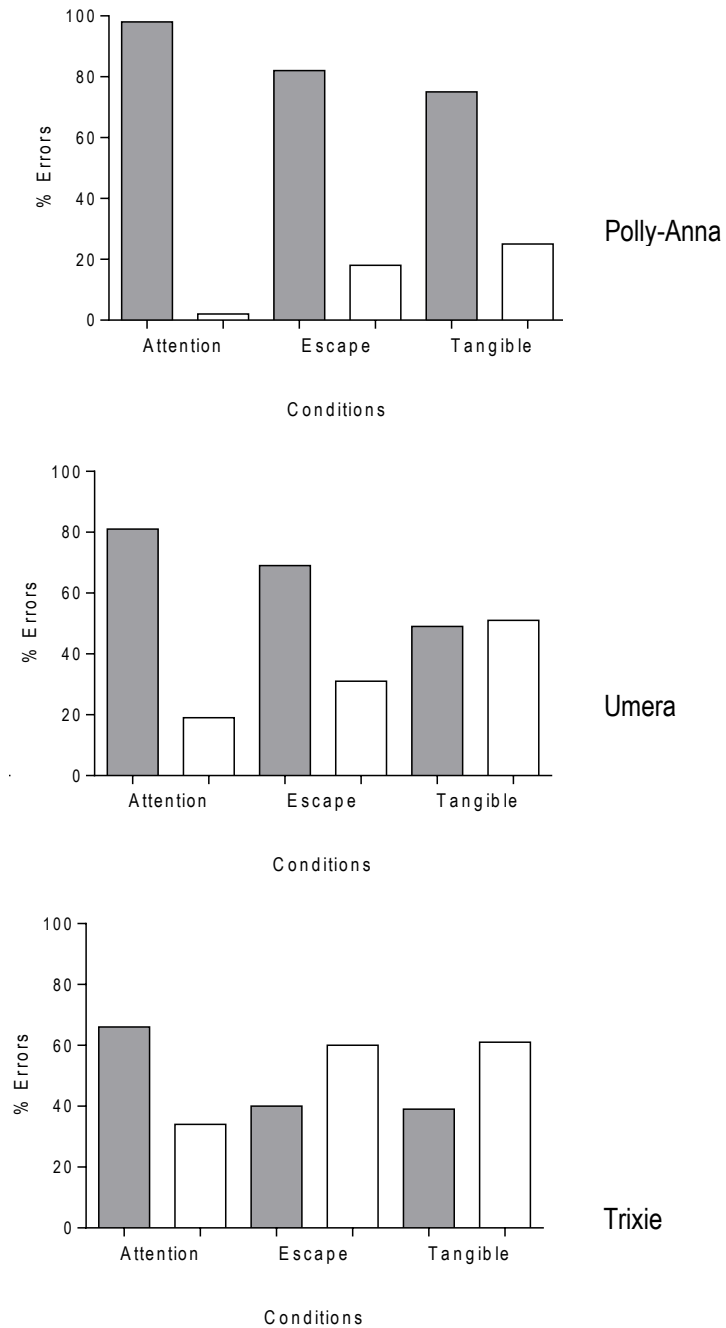 100
80
60
40
20
0
% Errors
Attention Escape Tangible
Conditions
Polly-Anna
100
80
60
40
20
0
% Errors
Attention Escape Tangible
Conditions
Umera
100
80
60
40
20
0
% Errors
Attention Escape Tangible
Conditions
Trixie